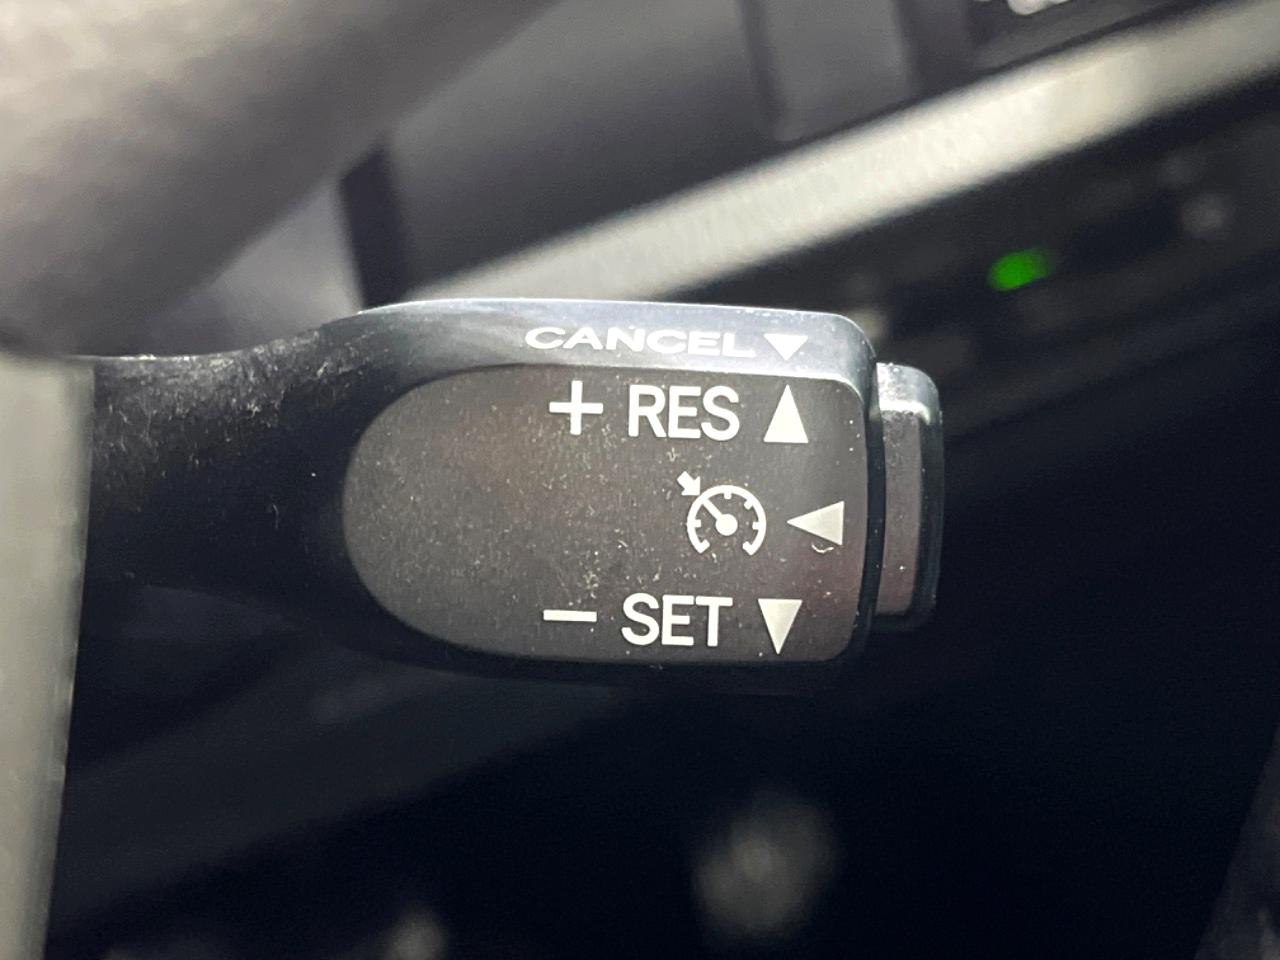 CANCEL ▼
+ RES ▲
◀
− SET ▼